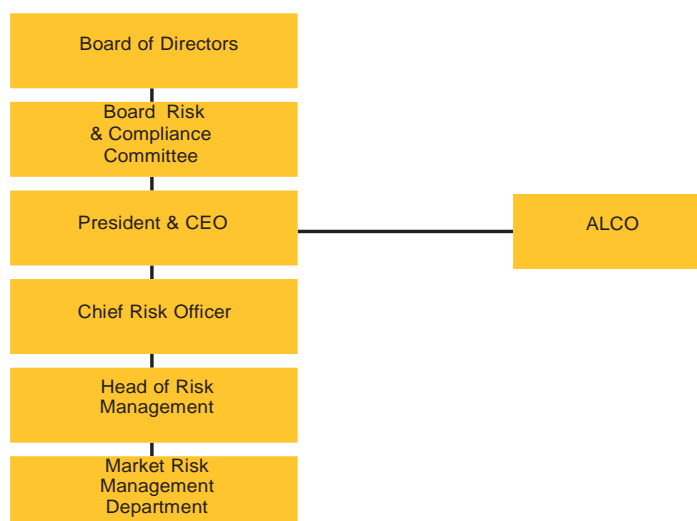 Board of Directors
Board Risk
& Compliance
Committee
President & CEO
ALCO
Chief Risk Officer
Head of Risk
Management
Market Risk
Management
Department